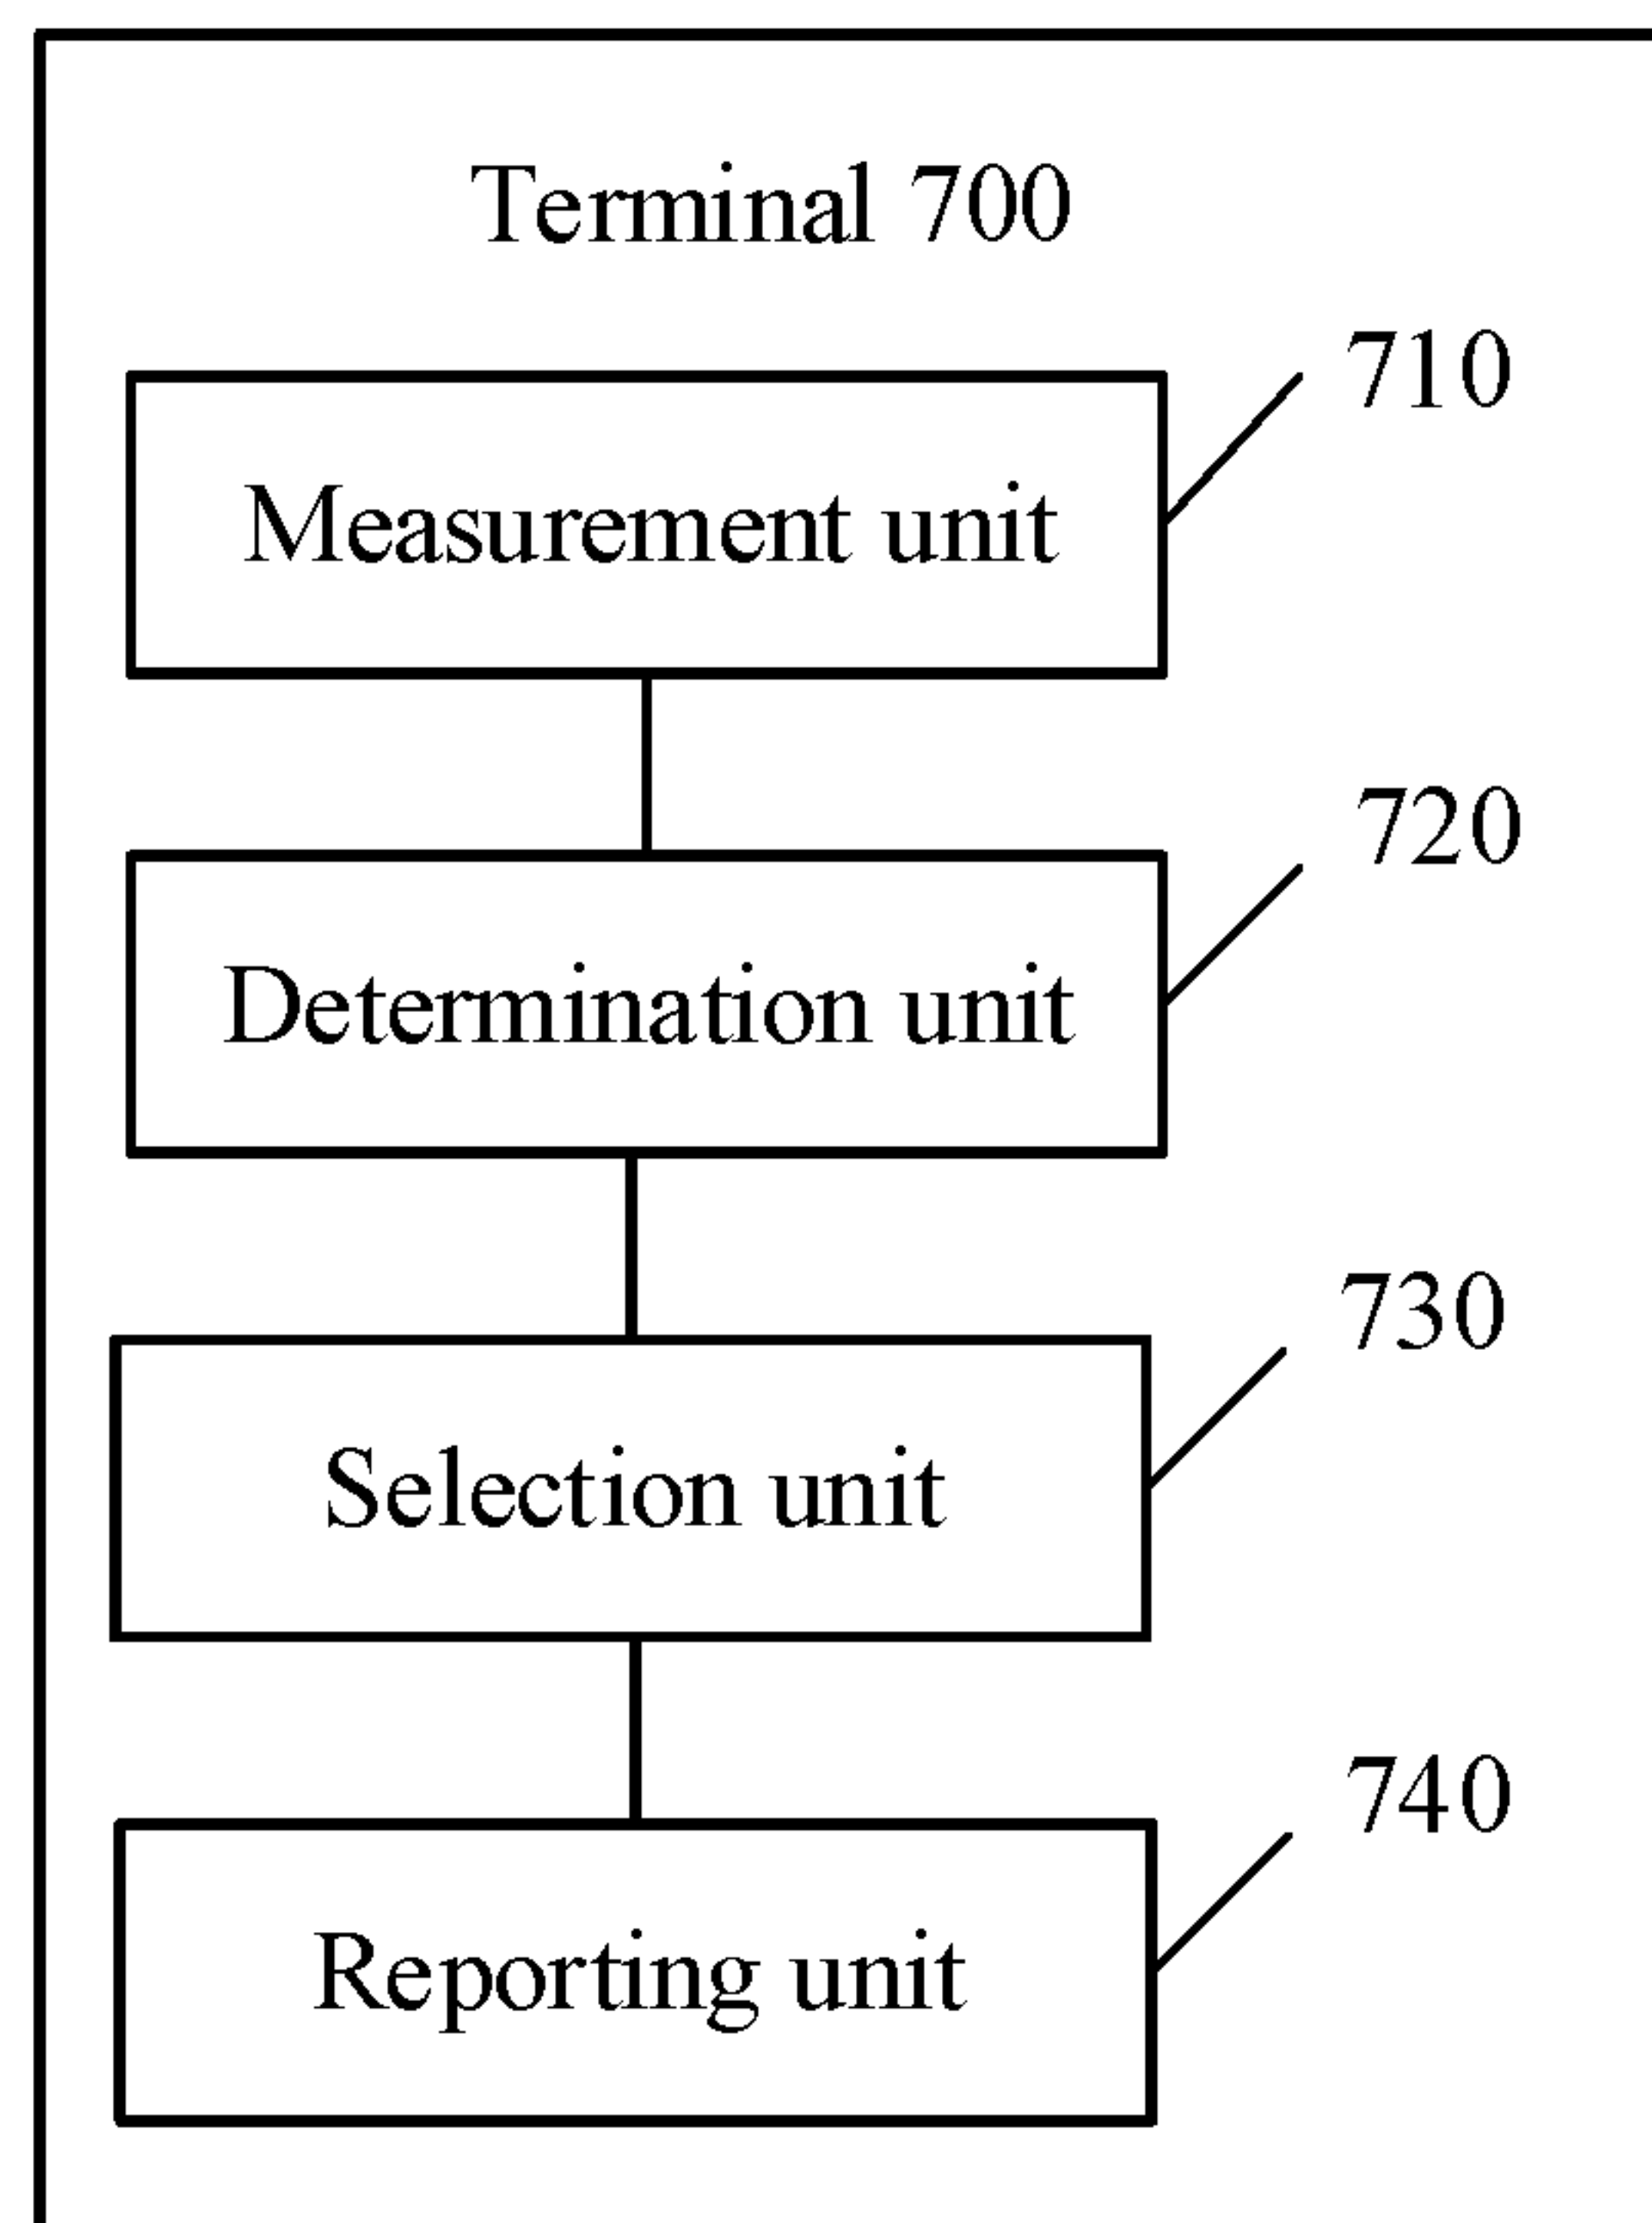 Terminal 700
710
Measurement unit
720
Determination unit
730
Selection unit
740
Reporting unit